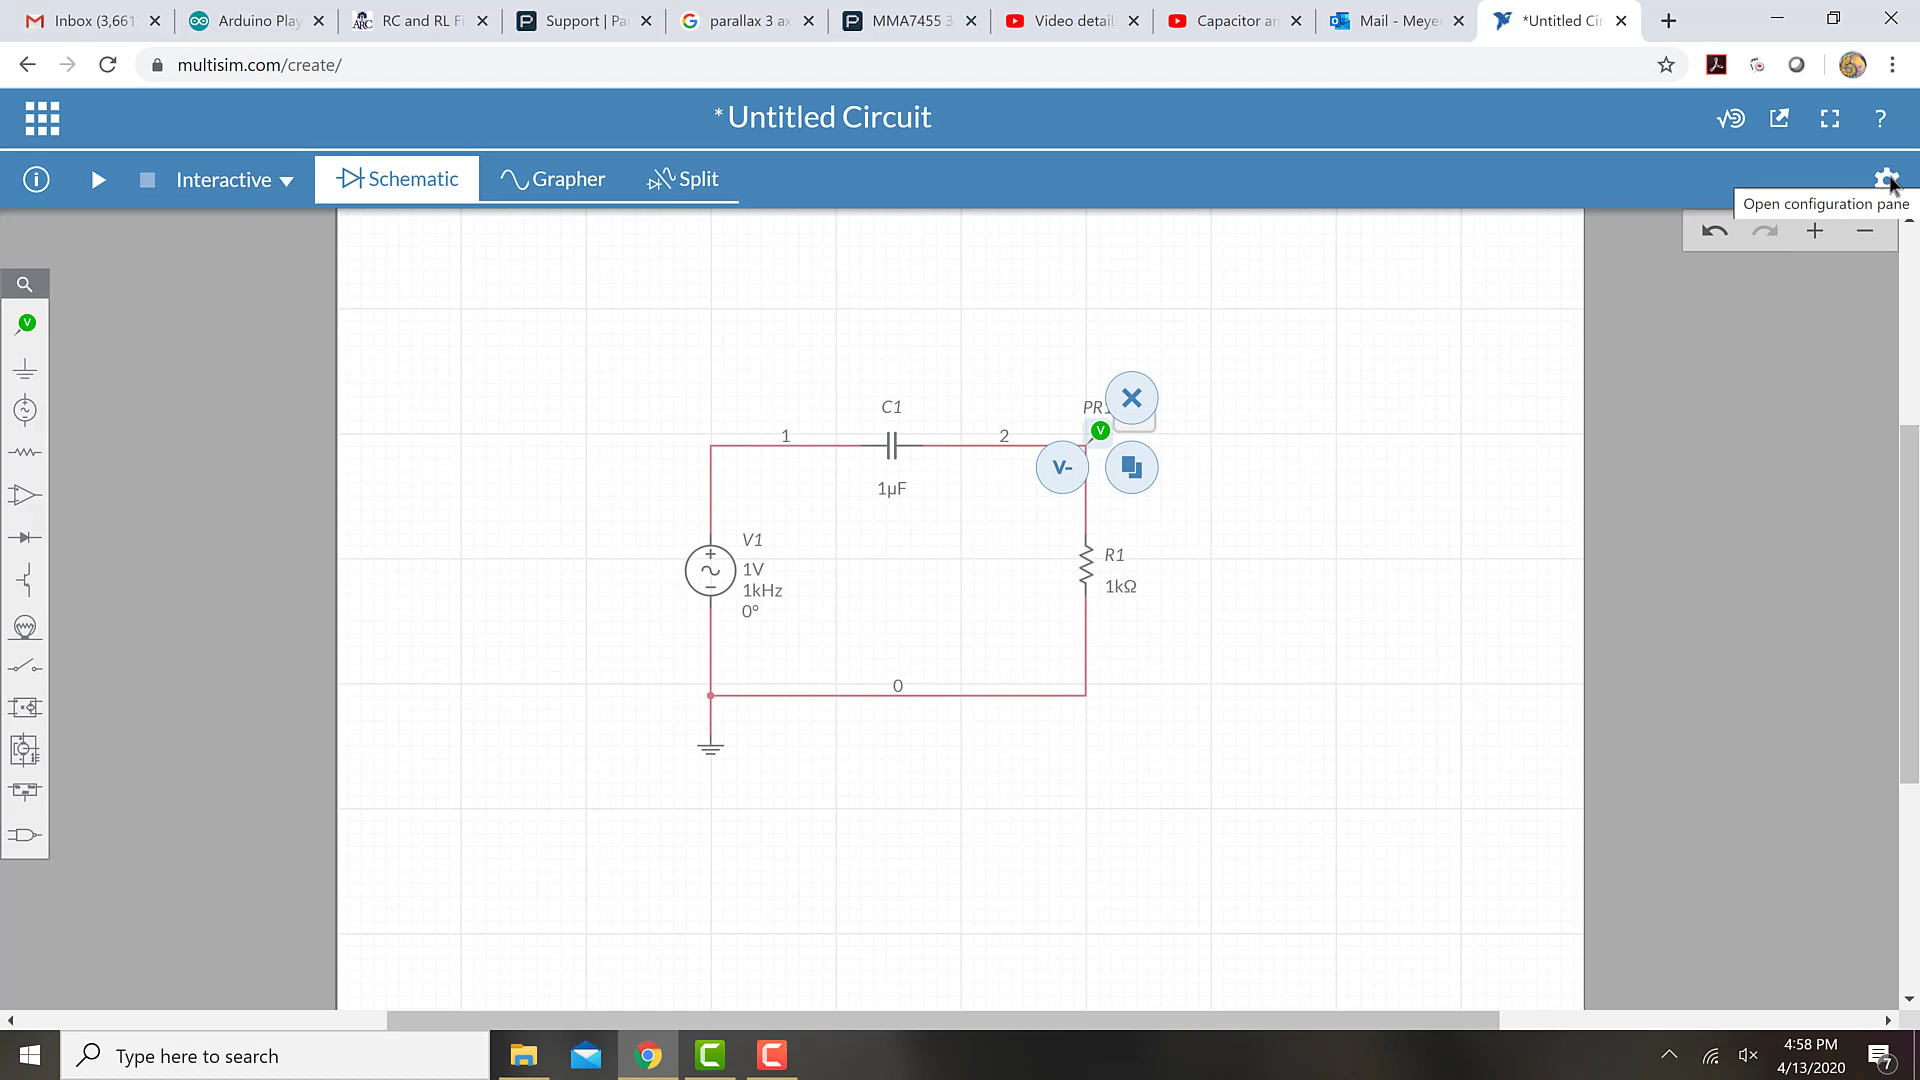 Inbox (3,661
Arduino Play
RC and RL Fi
Support | Pa
parallax 3 ax
MMA7455 3
Video detail
Capacitor an
Mail - Meye
*Untitled Cir
multisim.com/create/
* Untitled Circuit
?
Interactive
Schematic
Grapher
Split
Open configuration pane
C1
PR1
V
V
1
2
V-
1μF
V1
1V
1kHz
0°
R1
1kΩ
0
Type here to search
4:58 PM
4/13/2020
7